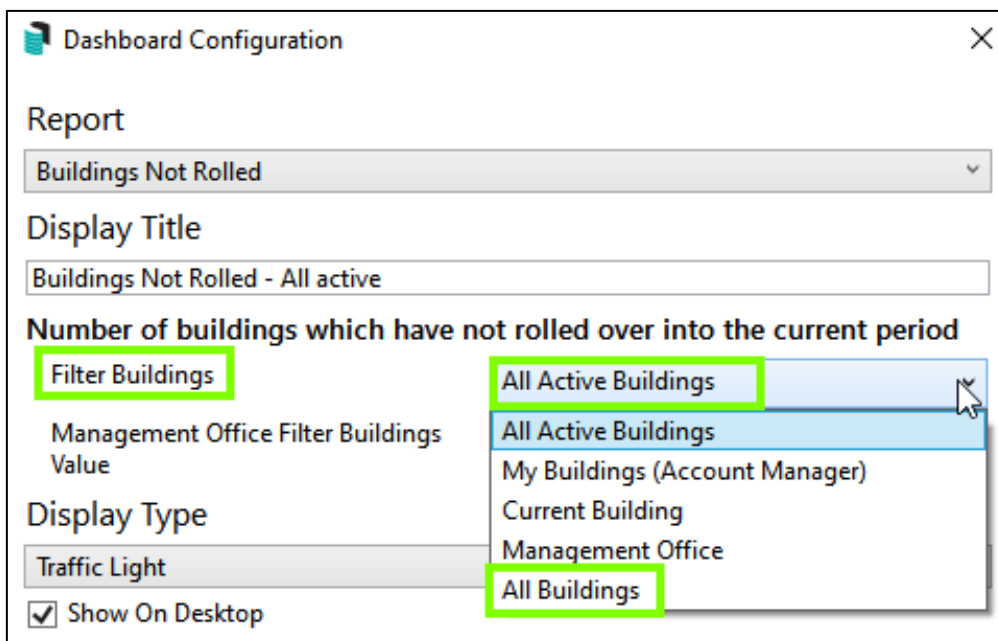 Dashboard Configuration
Report
Buildings Not Rolled
Display Title
Buildings Not Rolled - All active
Number of buildings which have not rolled over into the current period
Filter Buildings
All Active Buildings
Management Office Filter Buildings
Value
All Active Buildings
My Buildings (Account Manager)
Current Building
Management Office
All Buildings
Display Type
Traffic Light
Show On Desktop